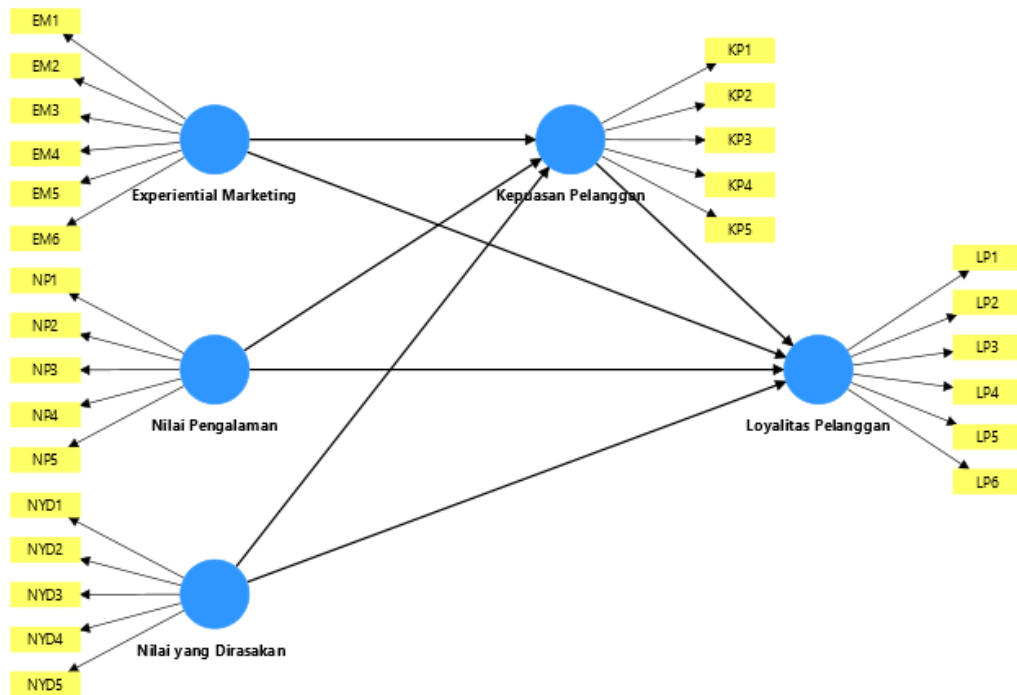 EM1
EM2
EM3
EM4
EM5
EM6
Experiential Marketing
KP1
KP2
KP3
KP4
KP5
Kepuasan Pelanggan
NP1
NP2
NP3
NP4
NP5
Nilai Pengalaman
LP1
LP2
LP3
LP4
LP5
LP6
Loyalitas Pelanggan
NYD1
NYD2
NYD3
NYD4
NYD5
Nilai yang Dirasakan